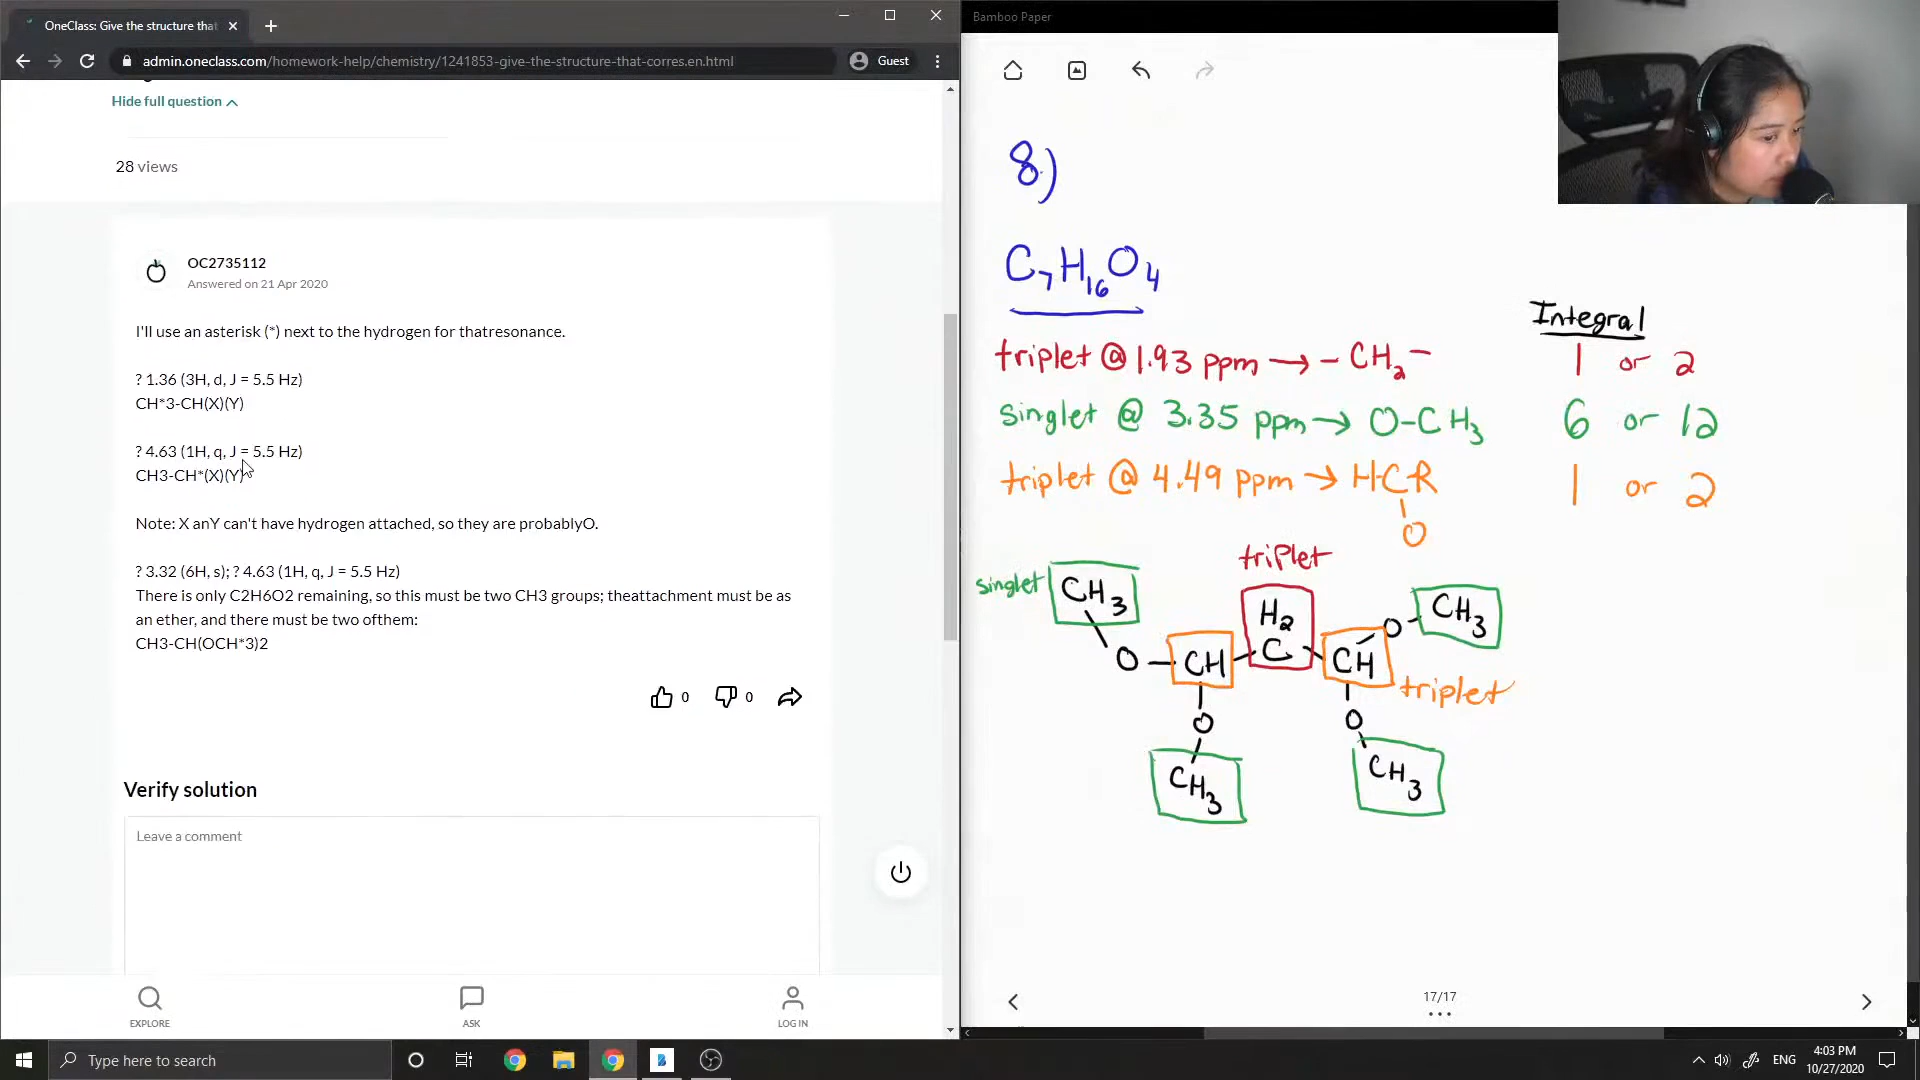 OneClass: Give the structure that
admin.oneclass.com/homework-help/chemistry/1241853-give-the-structure-that-corres.en.html
Guest
Hide full question
28 views
OC2735112
Answered on 21 Apr 2020
I'll use an asterisk (*) next to the hydrogen for thatresonance.
? 1.36 (3H, d, J = 5.5 Hz)
CH*3-CH(X)(Y)
? 4.63 (1H, q, J = 5.5 Hz)
CH3-CH*(X)(Y)
Note: X anY can't have hydrogen attached, so they are probablyO.
? 3.32 (6H, s); ? 4.63 (1H, q, J = 5.5 Hz)
There is only C2H6O2 remaining, so this must be two CH3 groups; theattachment must be as
an ether, and there must be two ofthem:
CH3-CH(OCH*3)2
0
0
Verify solution
Leave a comment
EXPLORE
ASK
LOG IN
Bamboo Paper
8.)
C7H16O4
Integral
triplet @ 1.93 ppm → - CH2 - 1 or 2
singlet @ 3.35 ppm → O-CH3 6 or 12
triplet @ 4.49 ppm → H-C-R 1 or 2
O
triplet
singlet CH3 H2 O CH3
O CH C CH
triplet
O O
CH3 CH3
17/17
Type here to search
ENG
4:03 PM
10/27/2020